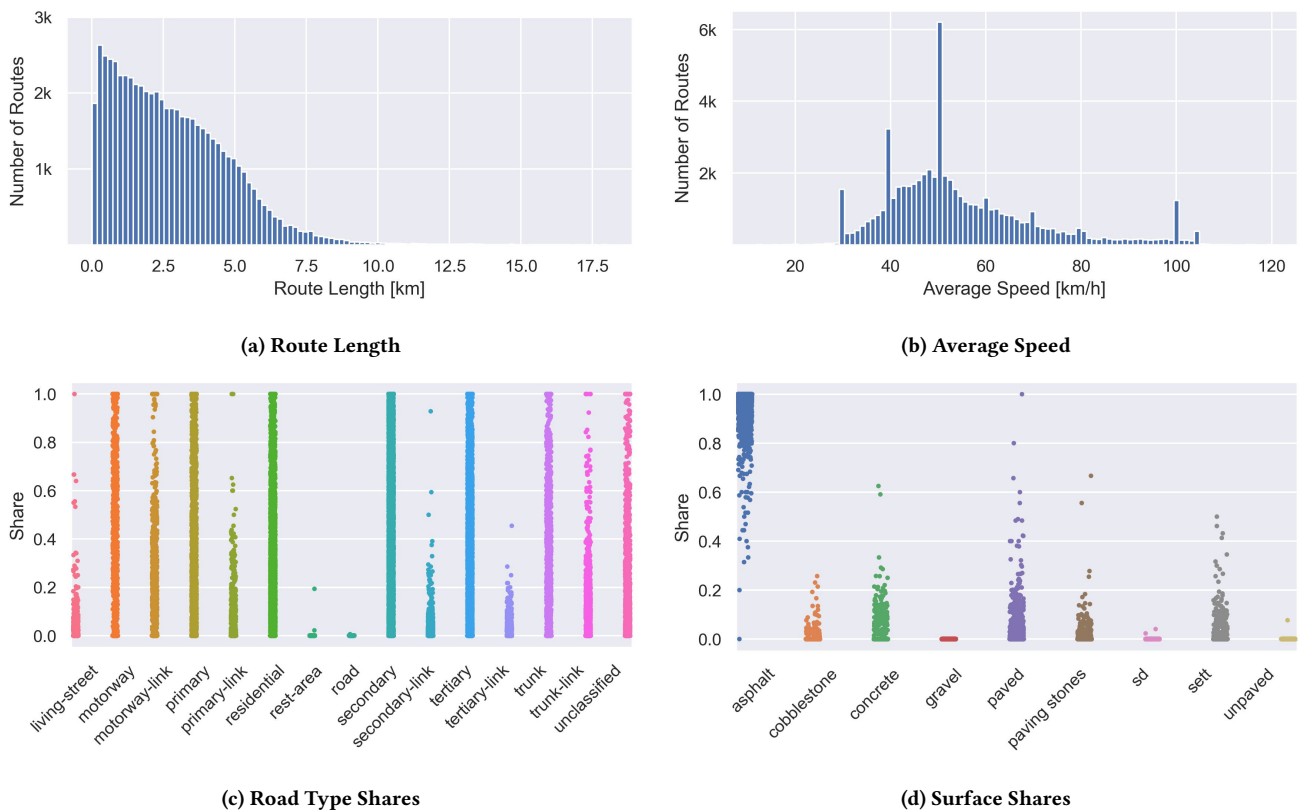 3k
2k
1k
Number of Routes
0.0 2.5 5.0 7.5 10.0 12.5 15.0 17.5
Route Length [km]
(a) Route Length
6k
4k
2k
Number of Routes
20 40 60 80 100 120
Average Speed [km/h]
(b) Average Speed
1.0
0.8
0.6
0.4
0.2
0.0
Share
living-street
motorway
motorway-link
primary
primary-link
residential
rest-area
road
secondary
secondary-link
tertiary
tertiary-link
trunk
trunk-link
unclassified
(c) Road Type Shares
1.0
0.8
0.6
0.4
0.2
0.0
Share
asphalt
cobblestone
concrete
gravel
paved
paving stones
sd
sett
unpaved
(d) Surface Shares